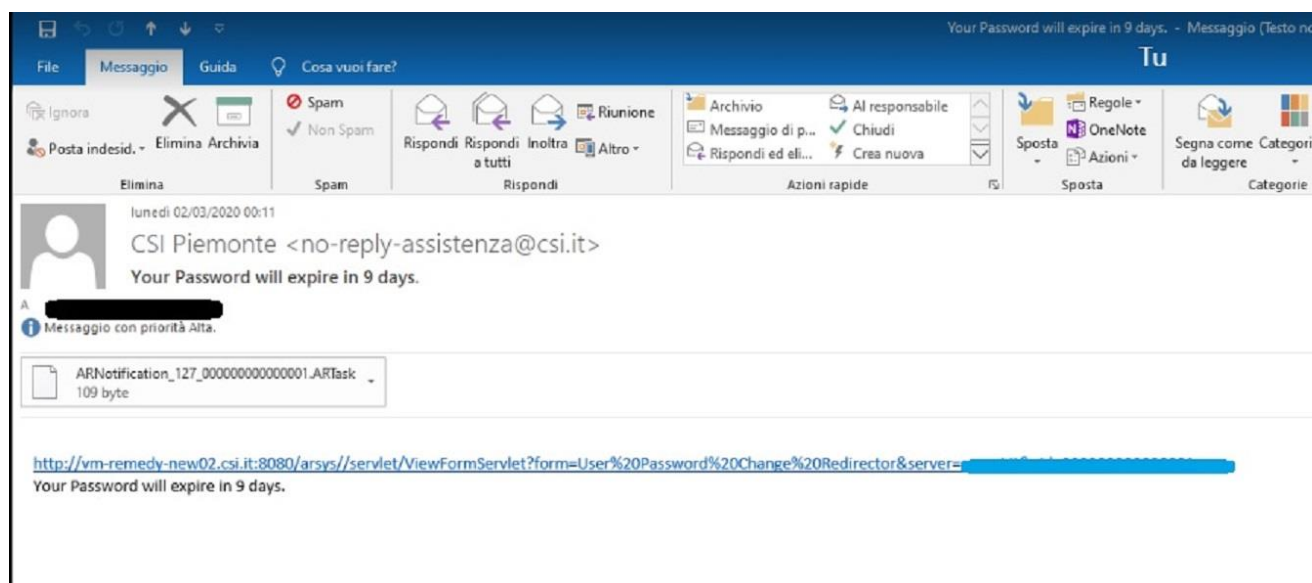 Your Password will expire in 9 days. - Messaggio (Testo no
Tu
File Messaggio Guida Cosa vuoi fare?
Ignora
Posta indesid.
Elimina
Archivia
Elimina
Spam
Non Spam
Spam
Rispondi
Rispondi a tutti
Inoltra
Riunione
Altro
Rispondi
Archivio
Messaggio di p...
Rispondi ed eli...
Al responsabile
Chiudi
Crea nuova
Azioni rapide
Sposta
Regole
OneNote
Azioni
Sposta
Segna come da leggere
Categori
Categorie
lunedì 02/03/2020 00:11
CSI Piemonte <no-reply-assistenza@csi.it>
Your Password will expire in 9 days.
A
Messaggio con priorità Alta.
ARNotification_127_000000000000001.ARTask
109 byte
http://vm-remedy-new02.csi.it:8080/arsys//servlet/ViewFormServlet?form=User%20Password%20Change%20Redirector&server=
Your Password will expire in 9 days.